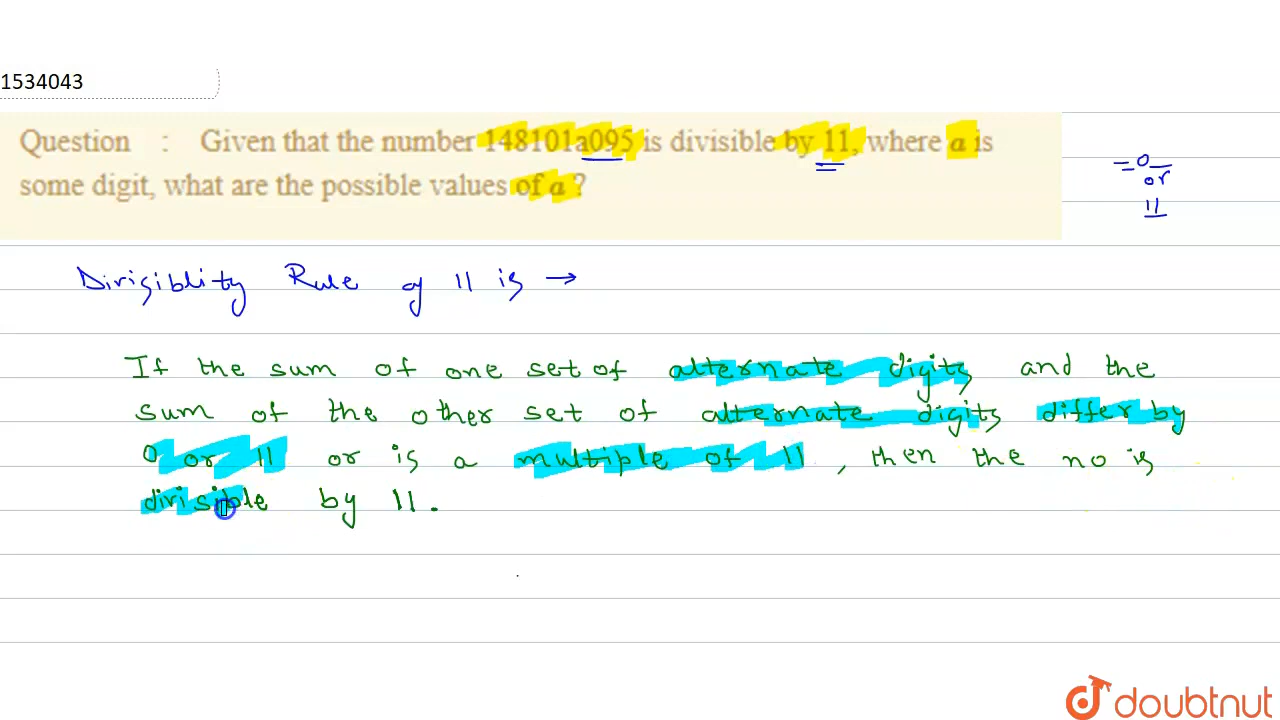 1534043
Question : Given that the number 148101a095 is divisible by 11, where a is
some digit, what are the possible values of a ?
= 0
or
11
Divisiblity Rule of 11 is →
If the sum of one set of alternate digits and the
sum of the other set of alternate digits differ by
0 or 11 or is a multiple of 11, then the no is
divisible by 11.
doubtnut